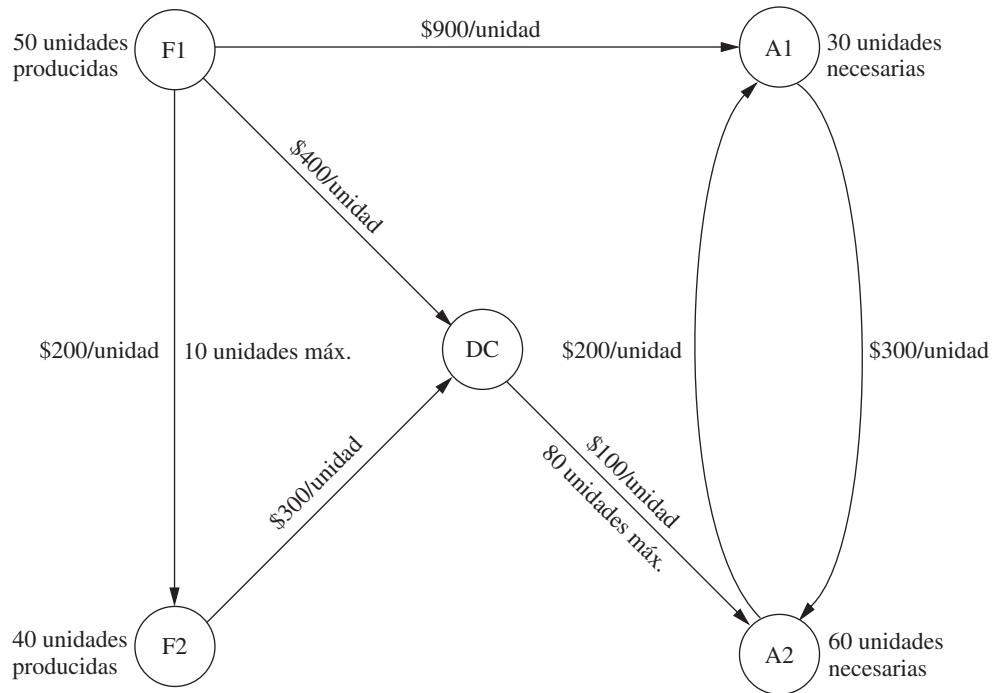 $900/unidad
50 unidades
producidas
F1
A1
30 unidades
necesarias
$400/unidad
$200/unidad
10 unidades máx.
DC
$200/unidad
$300/unidad
$300/unidad
$100/unidad
80 unidades máx.
40 unidades
producidas
F2
A2
60 unidades
necesarias